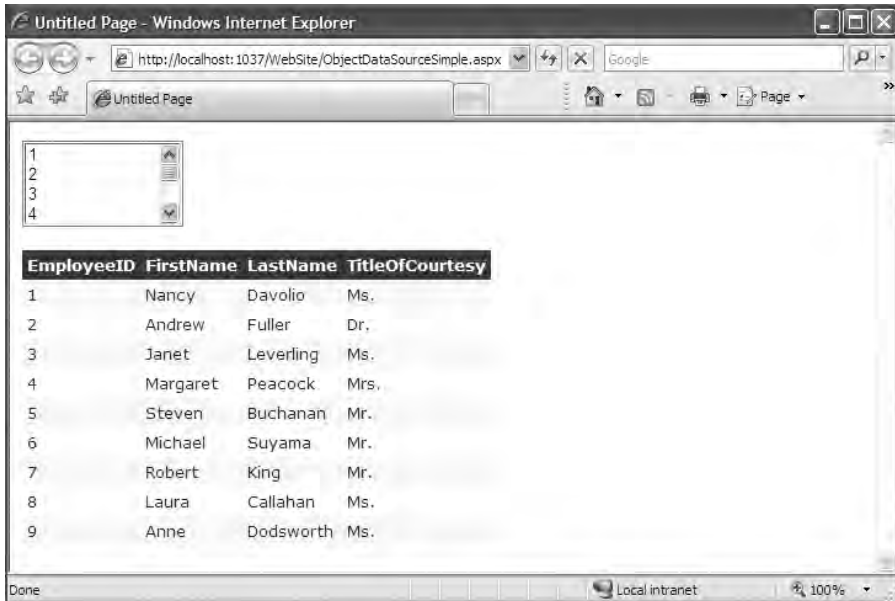 Untitled Page - Windows Internet Explorer
http://localhost:1037/WebSite/ObjectDataSourceSimple.aspx
Google
Untitled Page
Page
1
2
3
4
EmployeeID FirstName LastName TitleOfCourtesy
1 Nancy Davolio Ms.
2 Andrew Fuller Dr.
3 Janet Leverling Ms.
4 Margaret Peacock Mrs.
5 Steven Buchanan Mr.
6 Michael Suyama Mr.
7 Robert King Mr.
8 Laura Callahan Ms.
9 Anne Dodsworth Ms.
Done Local intranet 100%